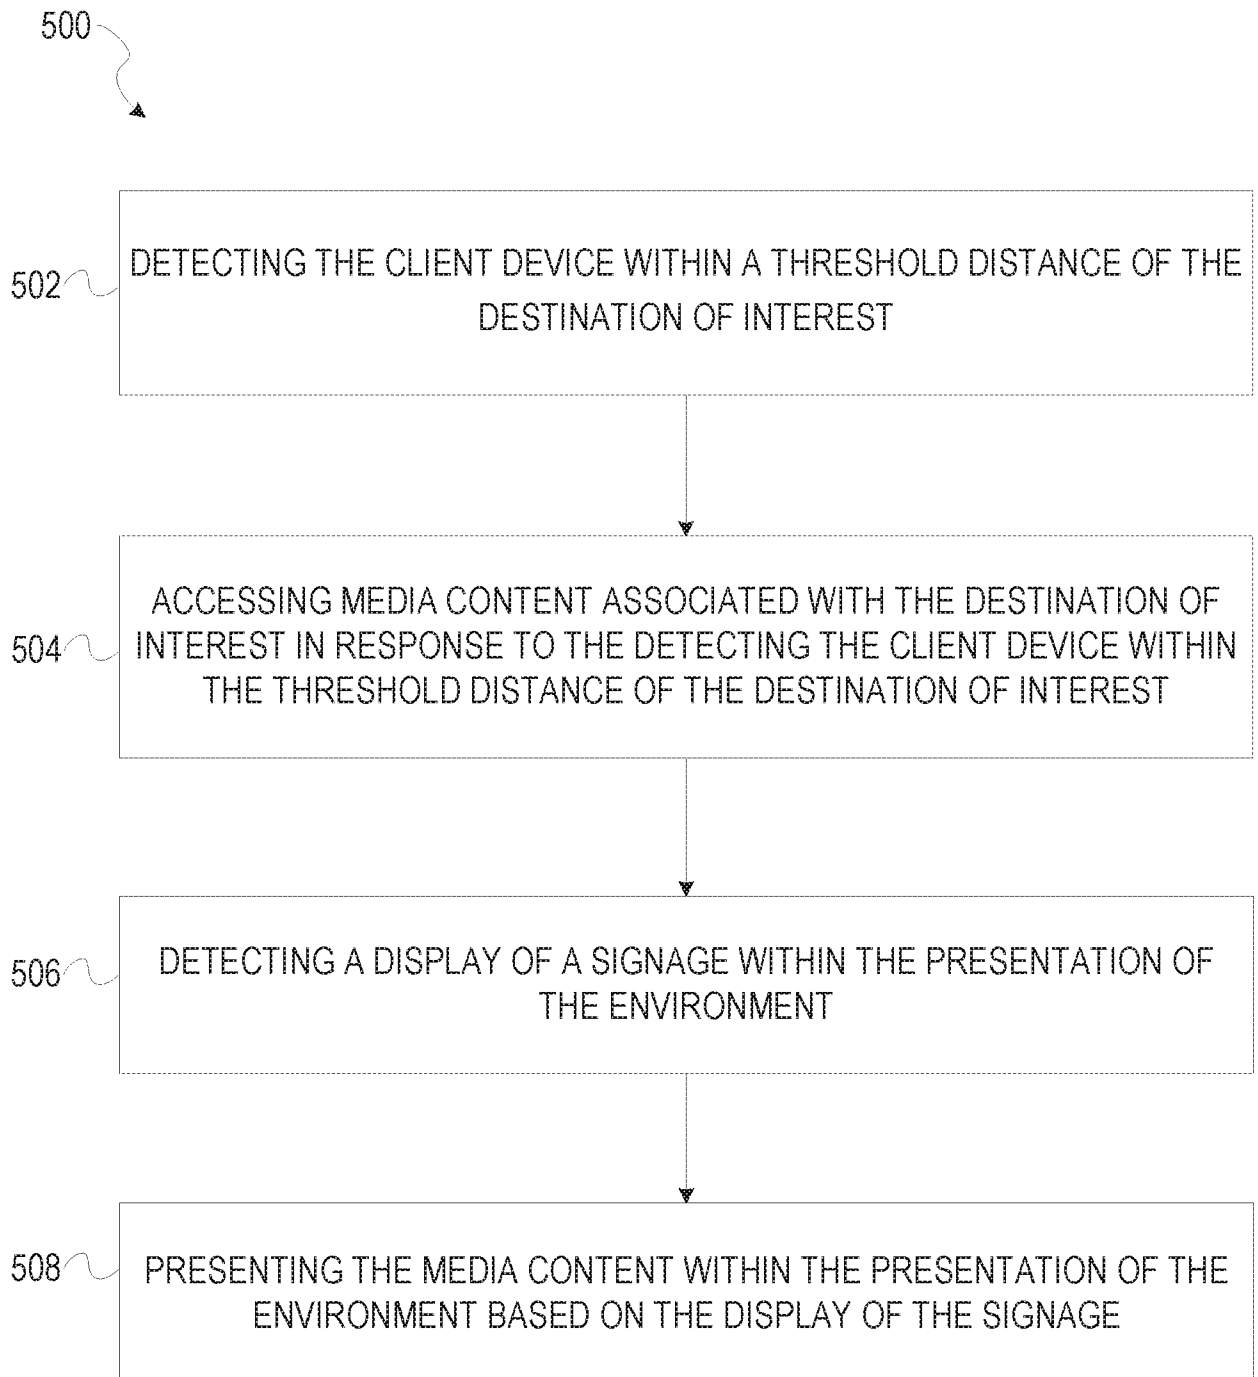 500
502
DETECTING THE CLIENT DEVICE WITHIN A THRESHOLD DISTANCE OF THE
DESTINATION OF INTEREST
504
ACCESSING MEDIA CONTENT ASSOCIATED WITH THE DESTINATION OF
INTEREST IN RESPONSE TO THE DETECTING THE CLIENT DEVICE WITHIN
THE THRESHOLD DISTANCE OF THE DESTINATION OF INTEREST
506
DETECTING A DISPLAY OF A SIGNAGE WITHIN THE PRESENTATION OF
THE ENVIRONMENT
508
PRESENTING THE MEDIA CONTENT WITHIN THE PRESENTATION OF THE
ENVIRONMENT BASED ON THE DISPLAY OF THE SIGNAGE